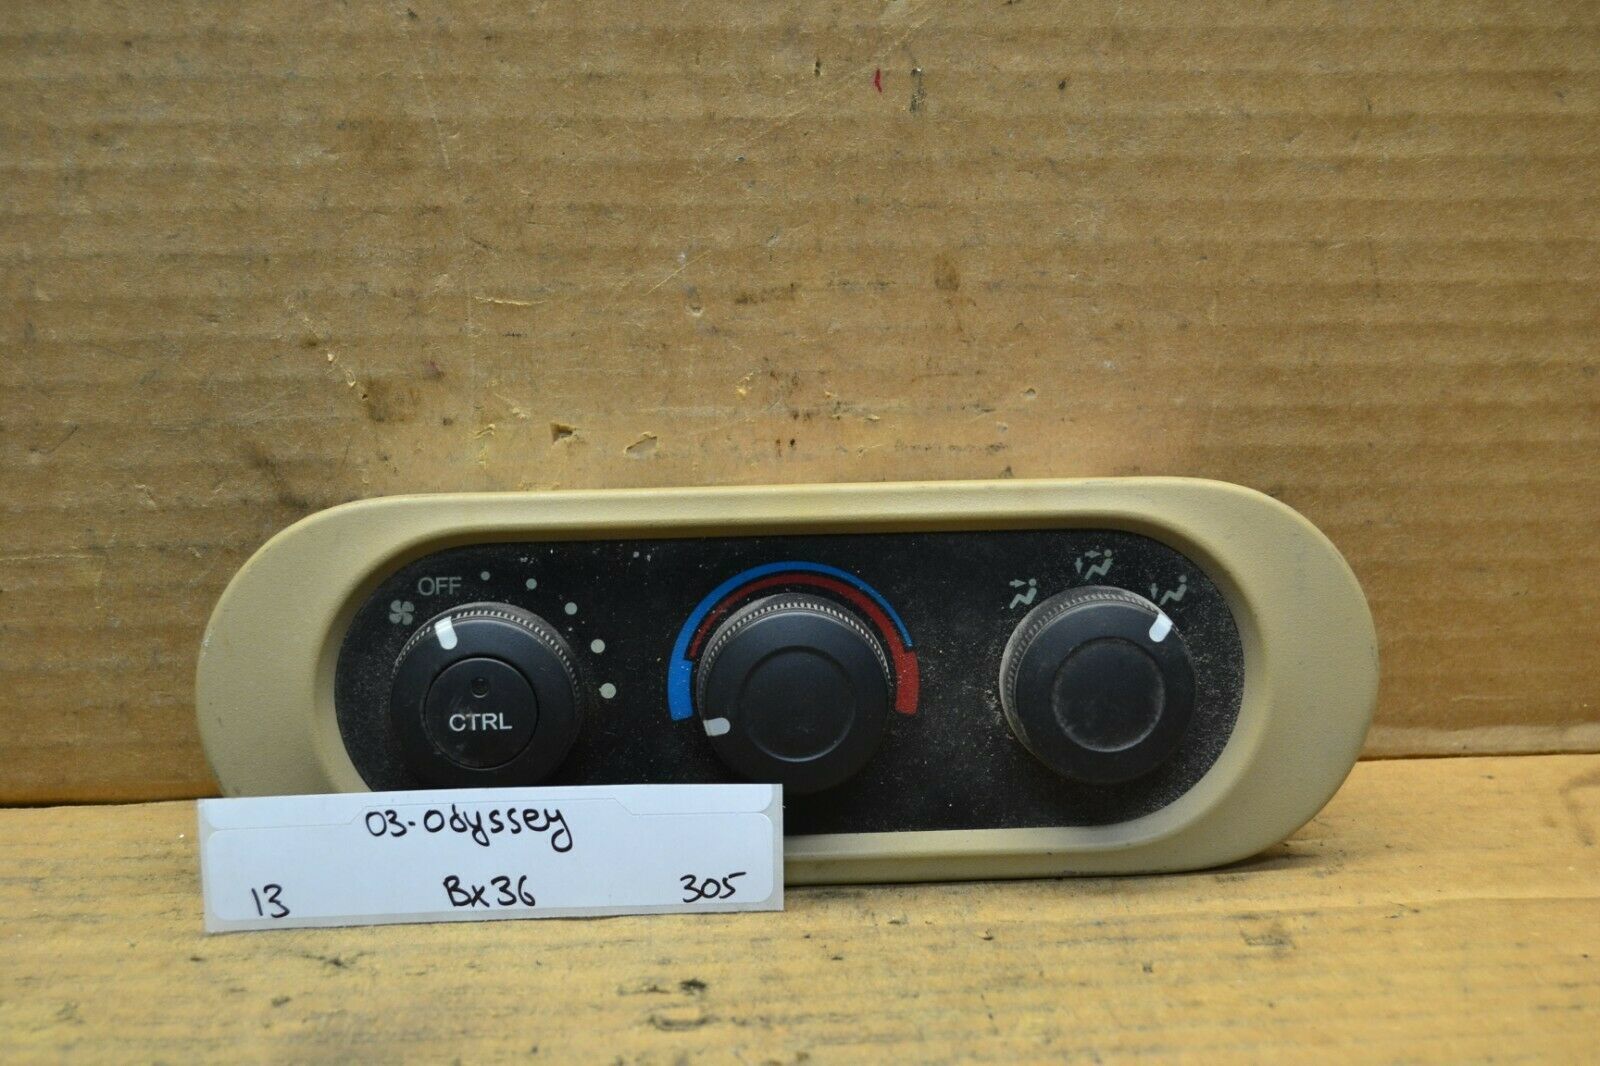 OFF
CTRL
03-Odyssey
13 Bx36 305